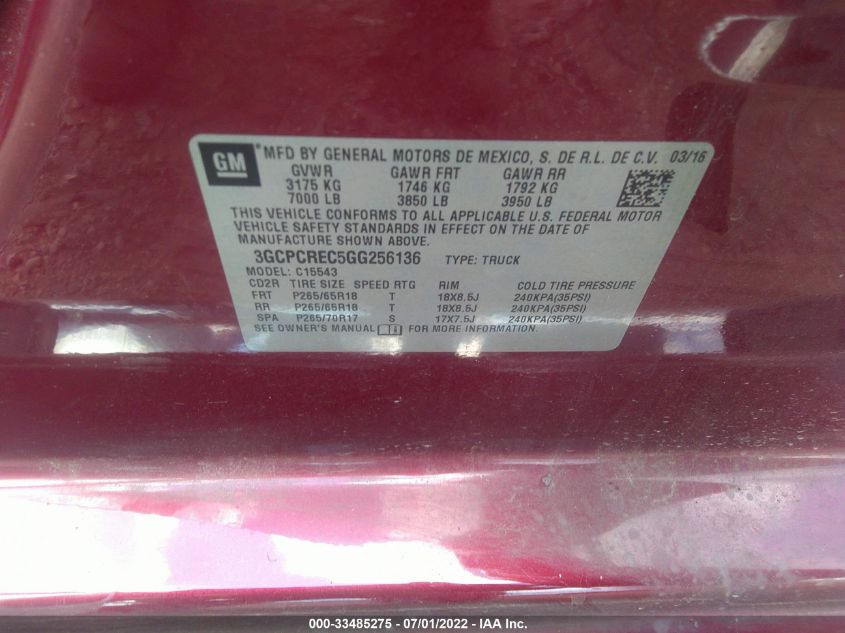 GM MFD BY GENERAL MOTORS DE MEXICO, S. DE R.L. DE C.V. 03/16
GVWR GAWR FRT GAWR RR
3175 KG 1746 KG 1792 KG
7000 LB 3850 LB 3950 LB
THIS VEHICLE CONFORMS TO ALL APPLICABLE U.S. FEDERAL MOTOR
VEHICLE SAFETY STANDARDS IN EFFECT ON THE DATE OF
MANUFACTURE SHOWN ABOVE.
3GCPCREC5GG256136 TYPE: TRUCK
MODEL: C15543
CD2R TIRE SIZE SPEED RTG RIM COLD TIRE PRESSURE
FRT P265/65R18 T 18X8.5J 240KPA(35PSI)
RR P265/65R18 T 18X8.5J 240KPA(35PSI)
SPA P265/70R17 S 17X7.5J 240KPA(35PSI)
SEE OWNER'S MANUAL FOR MORE INFORMATION.
000-33485275 - 07/01/2022 - IAA Inc.